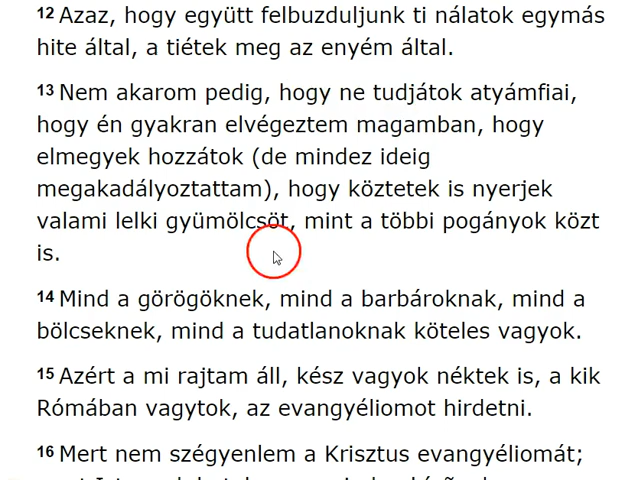 12 Azaz, hogy együtt felbuzduljunk ti nálatok egymás
hite által, a tiétek meg az enyém által.
13 Nem akarom pedig, hogy ne tudjátok atyámfiai,
hogy én gyakran elvégeztem magamban, hogy
elmegyek hozzátok (de mindez ideig
megakadályoztattam), hogy köztetek is nyerjek
valami lelki gyümölcsöt, mint a többi pogányok közt
is.
14 Mind a görögöknek, mind a barbároknak, mind a
bölcseknek, mind a tudatlanoknak köteles vagyok.
15 Azért a mi rajtam áll, kész vagyok néktek is, a kik
Rómában vagytok, az evangyéliomot hirdetni.
16 Mert nem szégyenlem a Krisztus evangyéliomát;